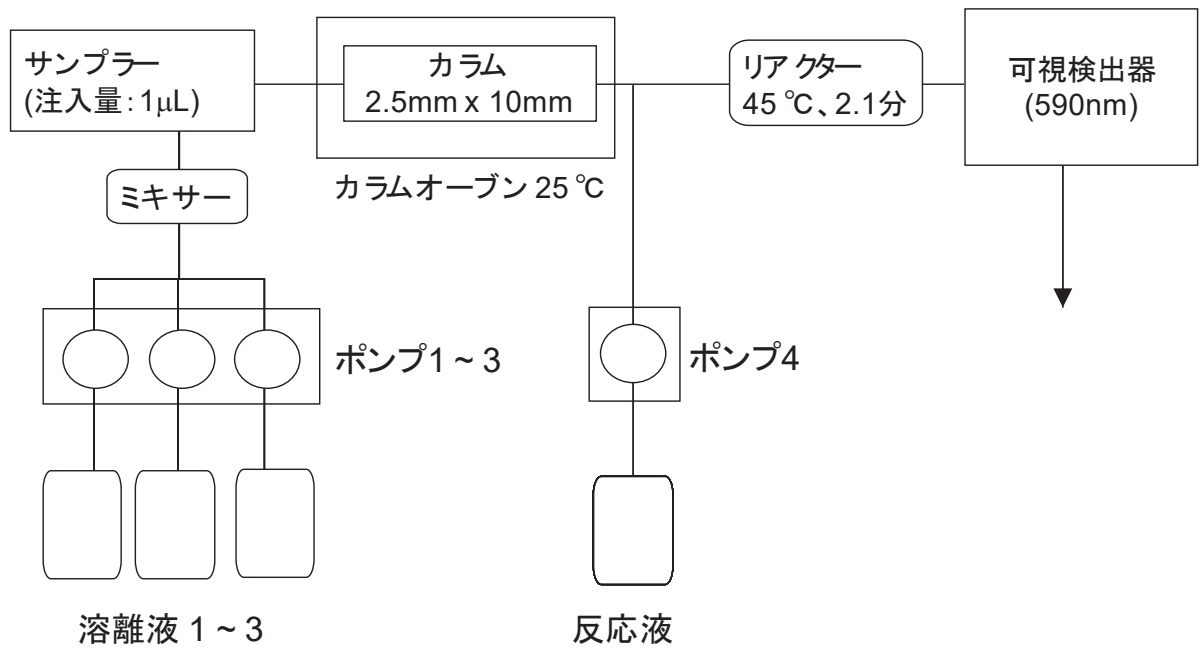 サンプラー
(注入量:1μL)
カラム
2.5mm x 10mm
カラムオーブン 25 ℃
リアクター
45 ℃、2.1分
可視検出器
(590nm)
ミキサー
ポンプ1 ~ 3
ポンプ4
溶離液 1 ~ 3
反応液